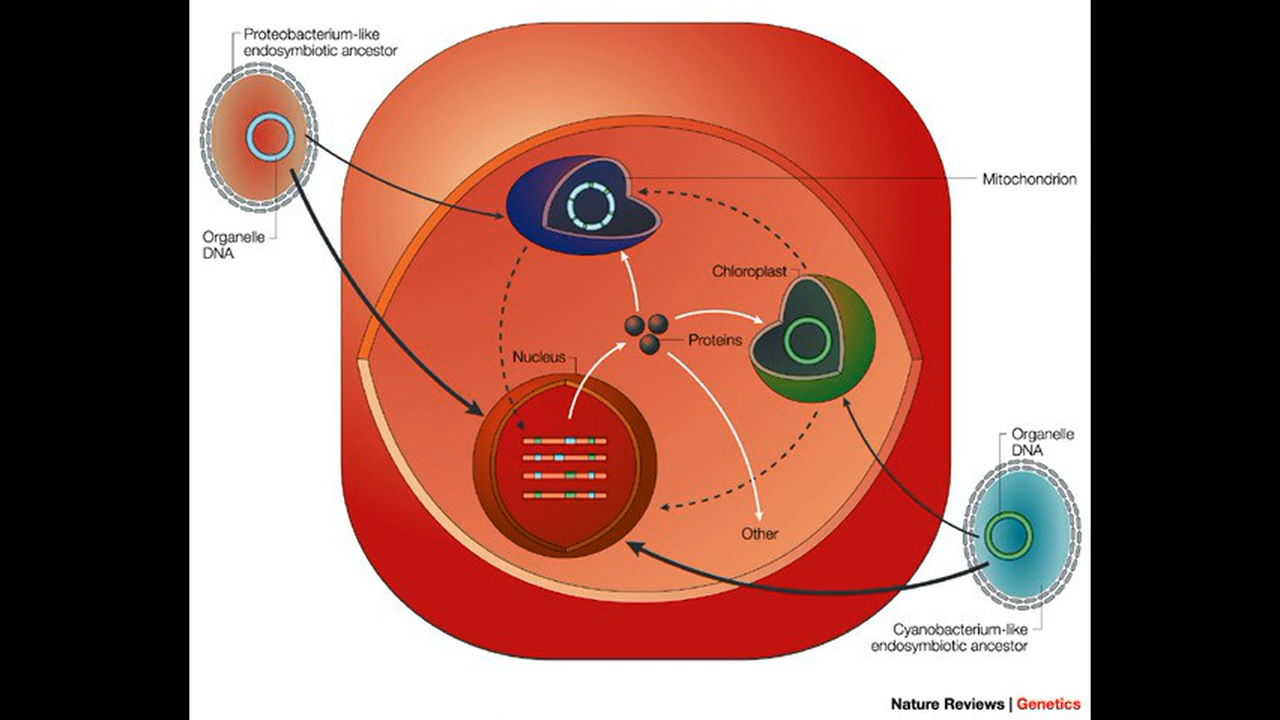 Proteobacterium-like
endosymbiotic ancestor
Organelle
DNA
Mitochondrion
Chloroplast
Proteins
Nucleus
Organelle
DNA
Other
Cyanobacterium-like
endosymbiotic ancestor
Nature Reviews | Genetics